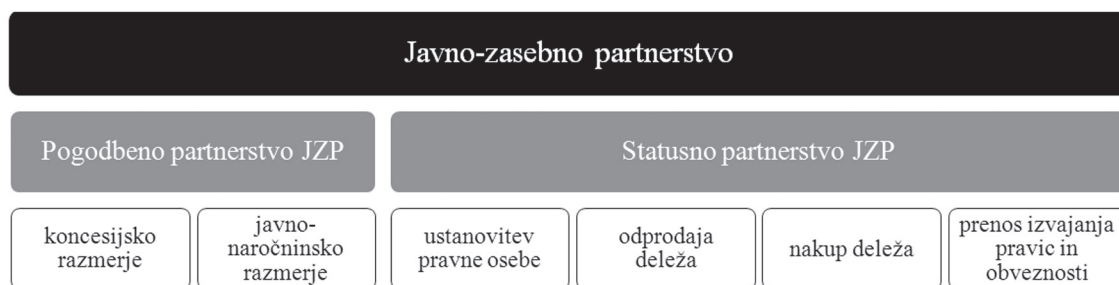 Javno-zasebno partnerstvo
Pogodbeno partnerstvo JZP
Statusno partnerstvo JZP
koncesijsko
razmerje
javno-
naročninsko
razmerje
ustanovitev
pravne osebe
odprodaja
deleža
nakup deleža
prenos izvajanja
pravic in
obveznosti